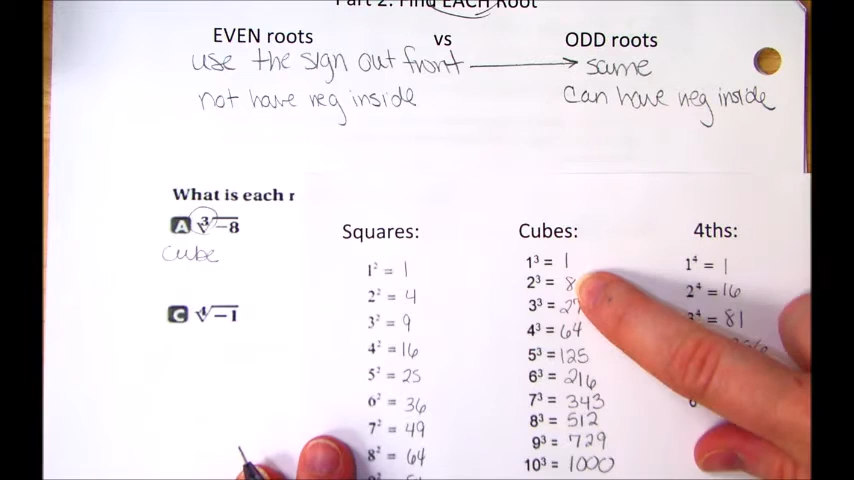 Part 2: Find EACH Root
EVEN roots vs ODD roots
use the sign out front → same
not have neg inside can have neg inside
What is each r
A ∛−8
cube
C ∜−1
Squares:
1² = 1
2² = 4
3² = 9
4² = 16
5² = 25
6² = 36
7² = 49
8² = 64
Cubes:
1³ = 1
2³ = 8
3³ = 27
4³ = 64
5³ = 125
6³ = 216
7³ = 343
8³ = 512
9³ = 729
10³ = 1000
4ths:
1⁴ = 1
2⁴ = 16
3⁴ = 81
6